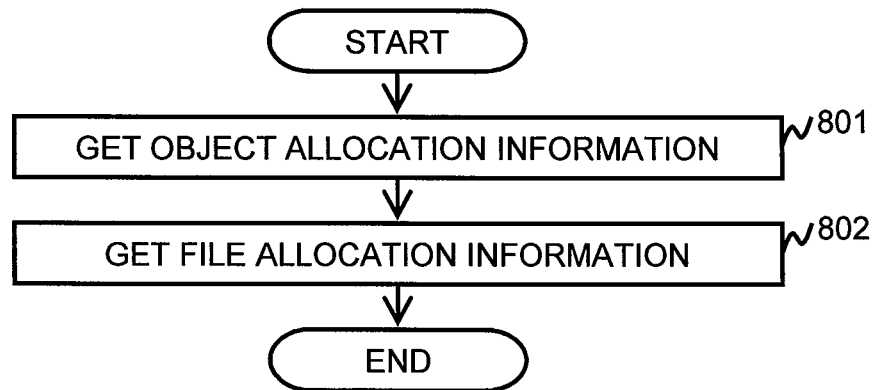 START
801
GET OBJECT ALLOCATION INFORMATION
802
GET FILE ALLOCATION INFORMATION
END